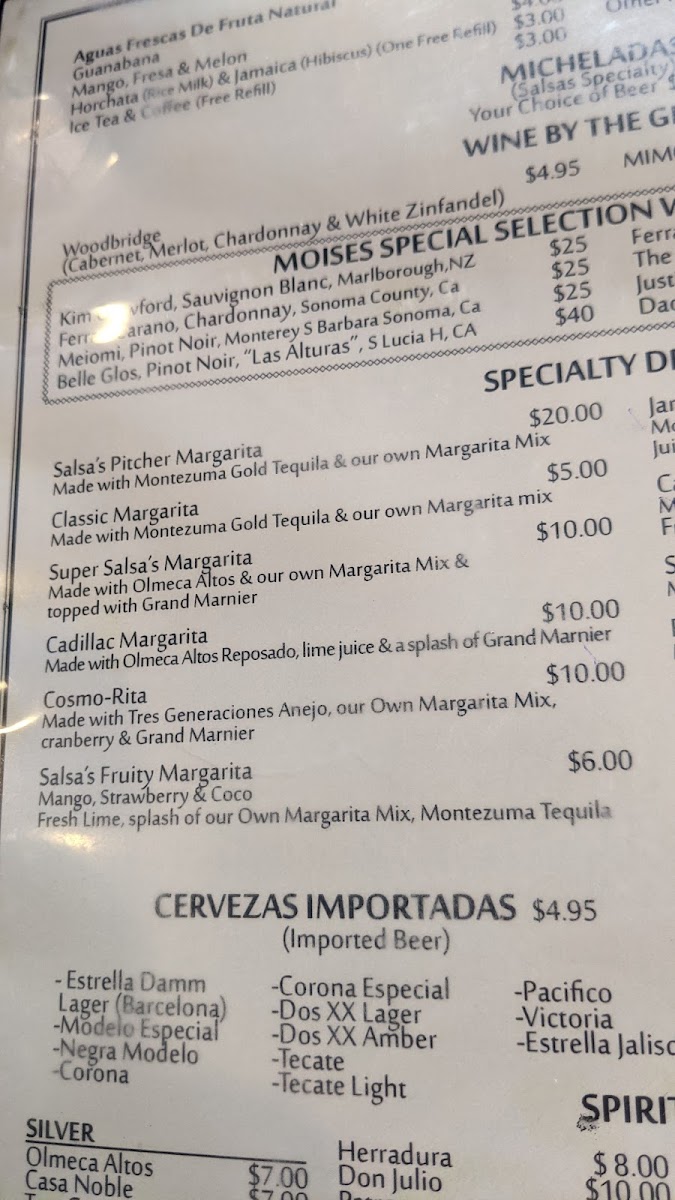 Aguas Frescas De Fruta Natural
Guanabana
$3.00
Mango, Fresa & Melon
$3.00
Horchata (Rice Milk) & Jamaica (Hibiscus) (One Free Refill)
Ice Tea & Coffee (Free Refill)
MICHELADAS
(Salsas Specialty)
Your Choice of Beer
WINE BY THE
$4.95
Woodbridge
(Cabernet, Merlot, Chardonnay & White Zinfandel)
MOISES SPECIAL SELECTION
Kim ford, Sauvignon Blanc, Marlborough,NZ $25
arano, Chardonnay, Sonoma County, Ca $25 The
Meiomi, Pinot Noir, Monterey S Barbara Sonoma, Ca $25 Just
Belle Glos, Pinot Noir, "Las Alturas", S Lucia H, CA $40
SPECIALTY
Salsa's Pitcher Margarita $20.00
Made with Montezuma Gold Tequila & our own Margarita Mix
Classic Margarita $5.00
Made with Montezuma Gold Tequila & our own Margarita mix
Super Salsa's Margarita $10.00
Made with Olmeca Altos & our own Margarita Mix &
topped with Grand Marnier
Cadillac Margarita $10.00
Made with Olmeca Altos Reposado, lime juice & a splash of Grand Marnier
Cosmo-Rita $10.00
Made with Tres Generaciones Anejo, our Own Margarita Mix,
cranberry & Grand Marnier
Salsa's Fruity Margarita $6.00
Mango, Strawberry & Coco
Fresh Lime, splash of our Own Margarita Mix, Montezuma Tequila
CERVEZAS IMPORTADAS $4.95
(Imported Beer)
- Estrella Damm
Lager (Barcelona)
-Modelo Especial
-Negra Modelo
-Corona
-Corona Especial
-Dos XX Lager
-Dos XX Amber
-Tecate
-Tecate Light
-Pacifico
-Victoria
-Estrella Jalisc
SPIRIT
SILVER
Olmeca Altos $7.00
Casa Noble $7.00
Herradura $8.00
Don Julio $10.00